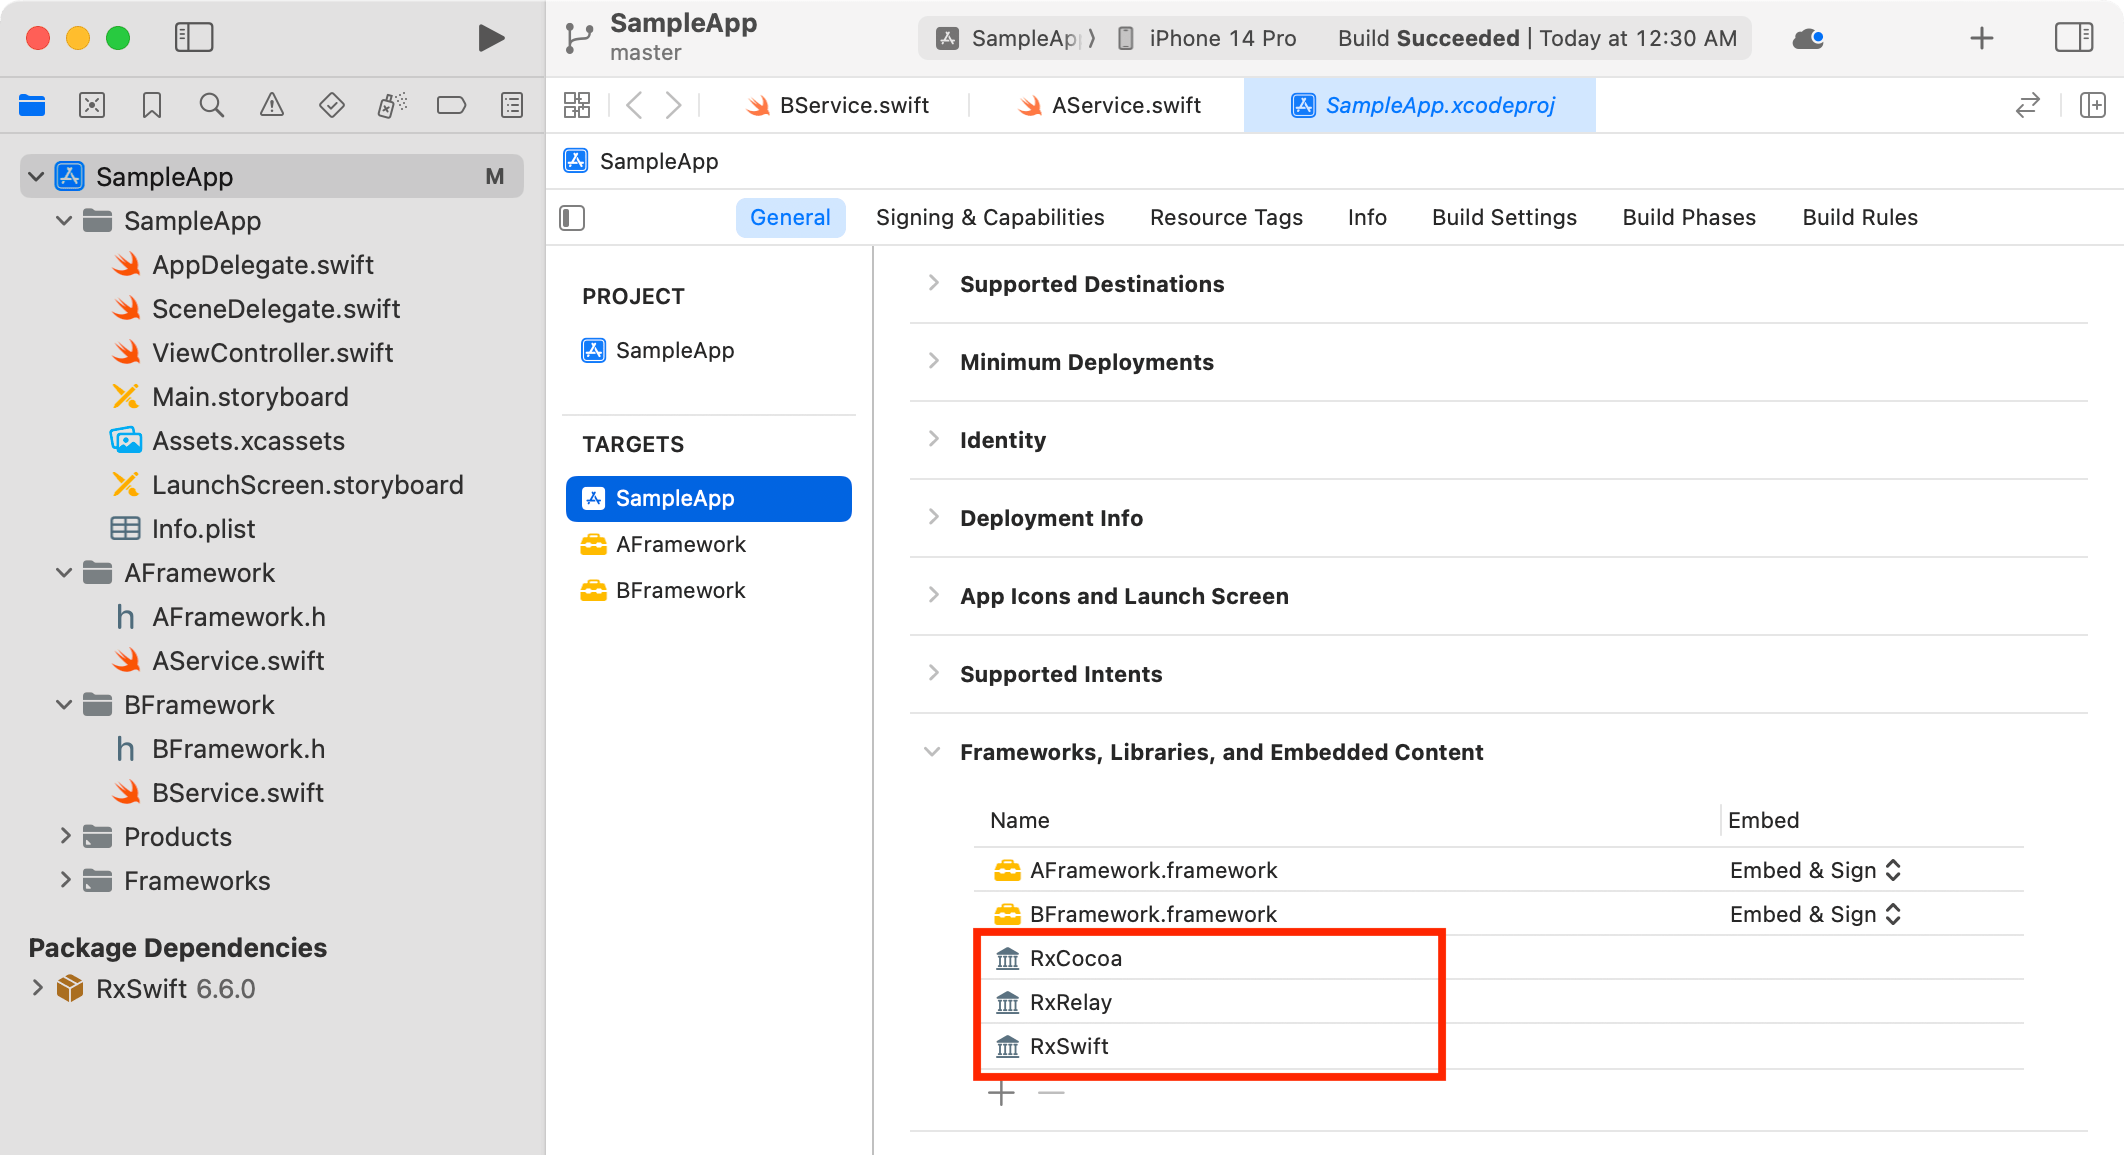 SampleApp
master
SampleAp
iPhone 14 Pro
Build Succeeded | Today at 12:30 AM
BService.swift
AService.swift
SampleApp.xcodeproj
SampleApp
M
SampleApp
AppDelegate.swift
SceneDelegate.swift
ViewController.swift
Main.storyboard
Assets.xcassets
LaunchScreen.storyboard
Info.plist
AFramework
h AFramework.h
AService.swift
BFramework
h BFramework.h
BService.swift
Products
Frameworks
Package Dependencies
RxSwift 6.6.0
SampleApp
General
Signing & Capabilities
Resource Tags
Info
Build Settings
Build Phases
Build Rules
PROJECT
SampleApp
TARGETS
SampleApp
AFramework
BFramework
Supported Destinations
Minimum Deployments
Identity
Deployment Info
App Icons and Launch Screen
Supported Intents
Frameworks, Libraries, and Embedded Content
Name
Embed
AFramework.framework
Embed & Sign
BFramework.framework
Embed & Sign
RxCocoa
RxRelay
RxSwift